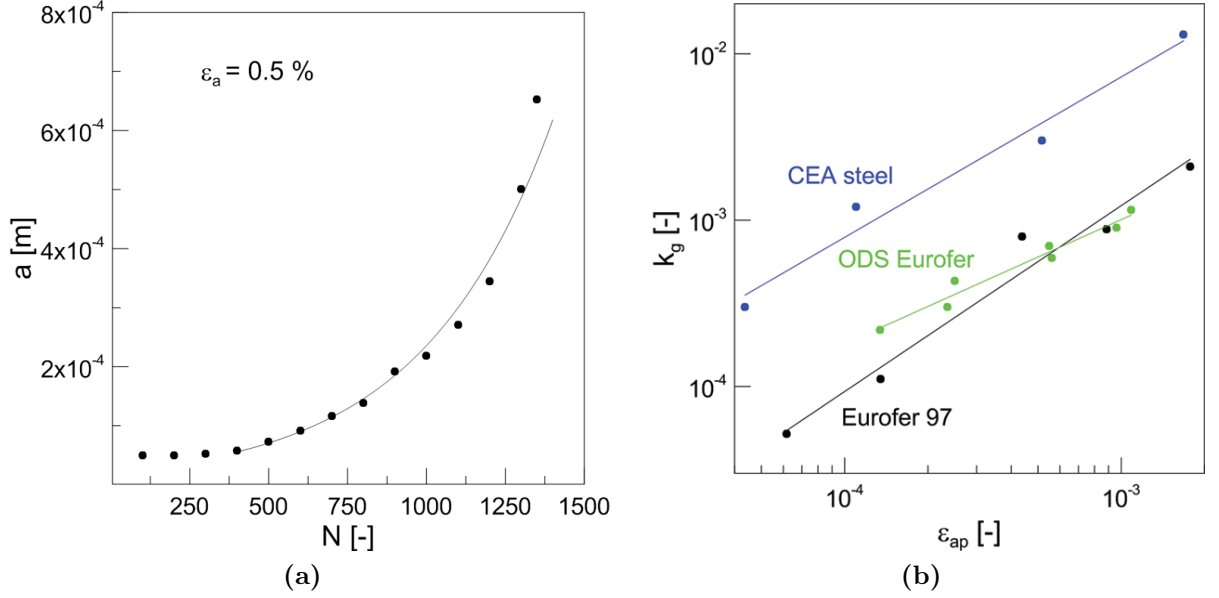 8x10⁻⁴
6x10⁻⁴
4x10⁻⁴
2x10⁻⁴
εₐ = 0.5 %
a [m]
250 500 750 1000 1250 1500
N [-]
(a)
10⁻²
10⁻³
10⁻⁴
k_g [-]
CEA steel
ODS Eurofer
Eurofer 97
10⁻⁴ 10⁻³
ε_ap [-]
(b)